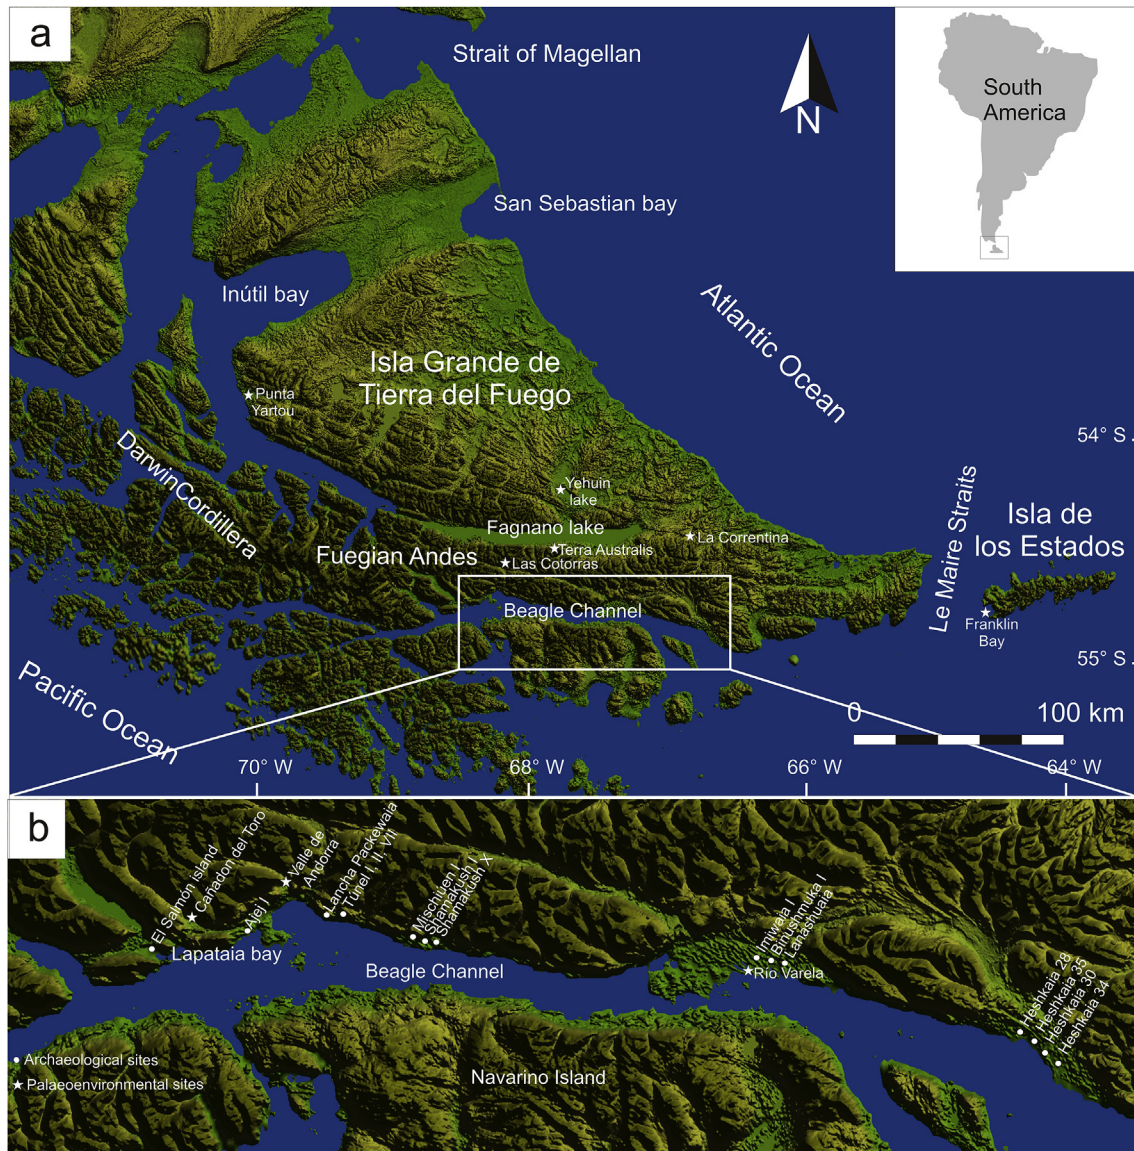 a
Strait of Magellan
N
South
America
San Sebastian bay
Inútil bay
Atlantic Ocean
Isla Grande de
Tierra del Fuego
Punta
Yartou
54° S
DarwinCordillera
Yehuin
lake
Fagnano lake
La Correntina
Terra Australis
Fuegian Andes
Las Cotorras
Le Maire Straits
Isla de
los Estados
Beagle Channel
Franklin
Bay
55° S
Pacific Ocean
0
100 km
70° W
68° W
66° W
64° W
b
El Salmón island
Cañadon del Toro
Ajej I
Valle de
Andorra
Lancha Packewaia
Túnel I, II, VII
Mischiuen I
Shamakush I
Shamakush X
Imiwaia I
Binushmuka I
Lanashuaia
Río Varela
Heshkaia 28
Heshkaia 35
Heshkaia 30
Heshkaia 34
Lapataia bay
Beagle Channel
Navarino Island
Archaeological sites
Palaeoenvironmental sites